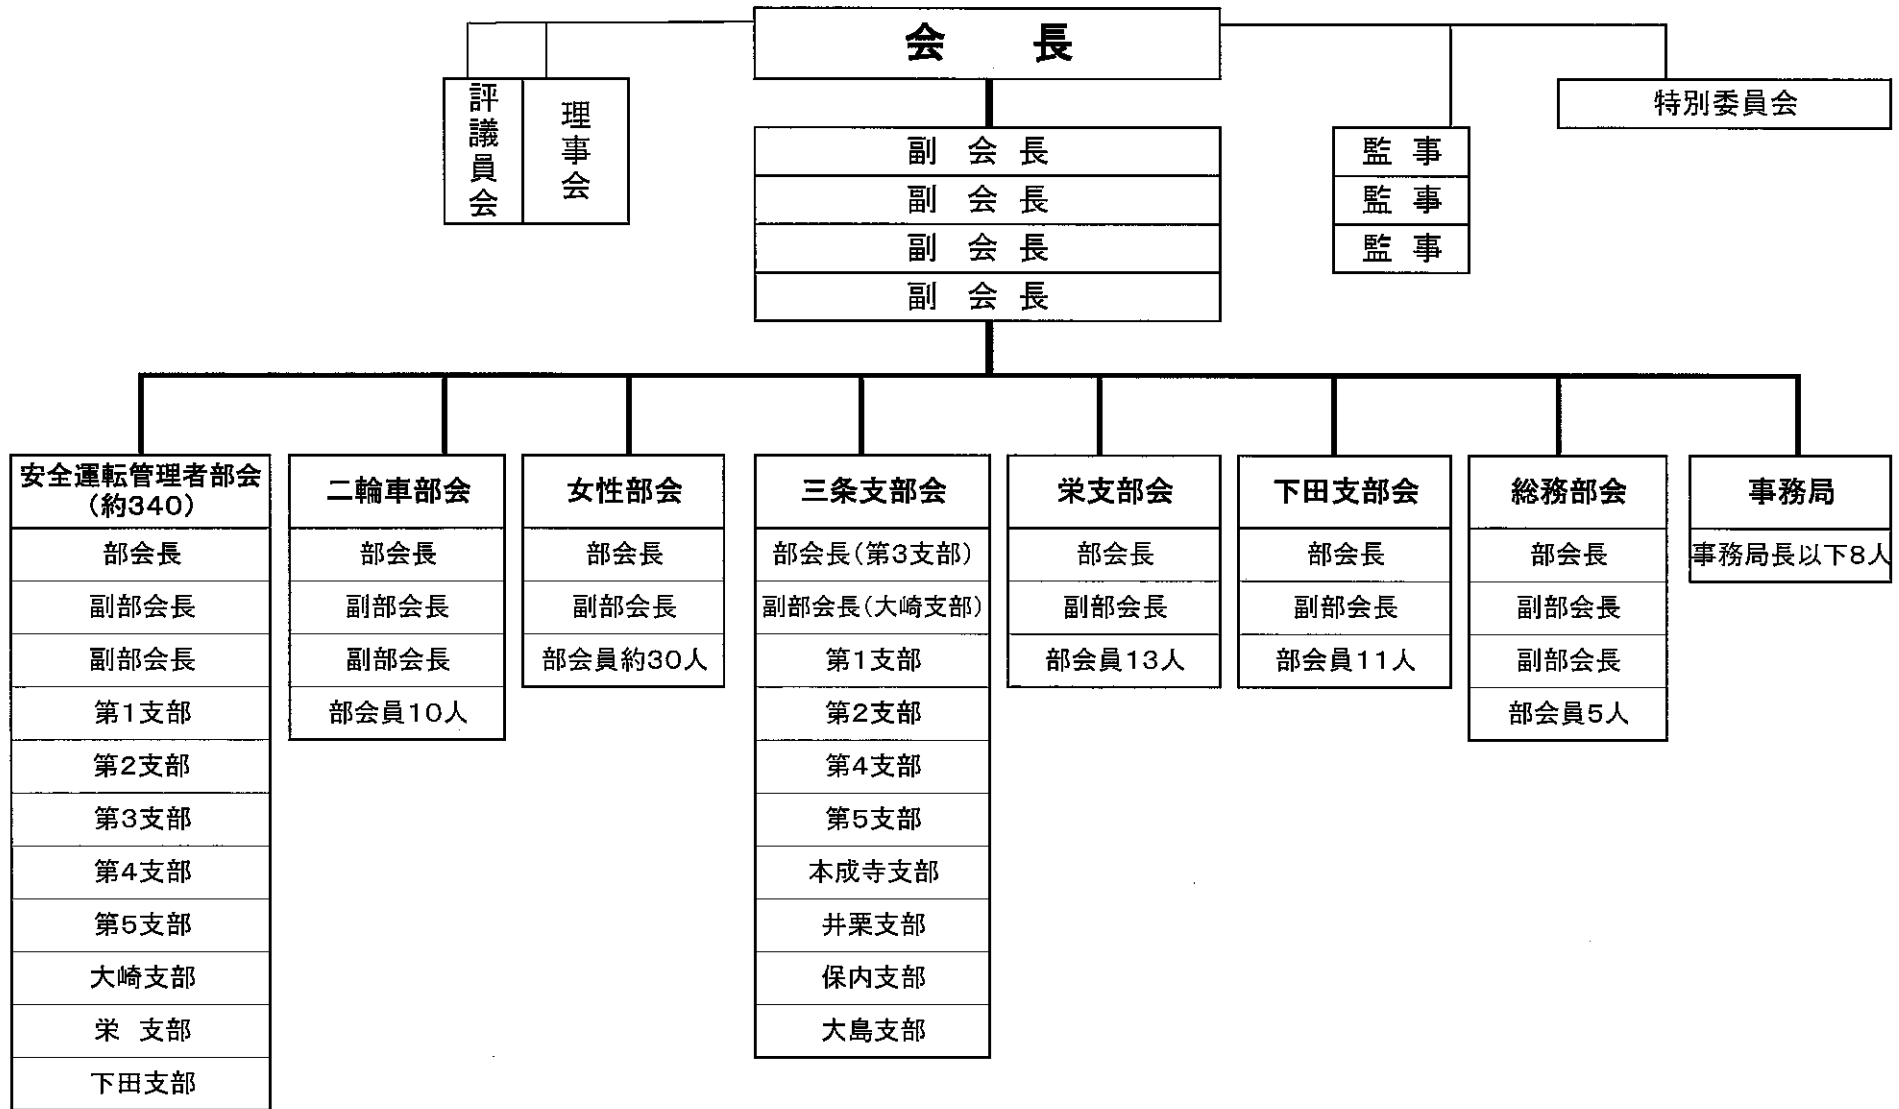 会長
評議員会
理事会
特別委員会
副会長
副会長
副会長
副会長
監事
監事
監事
安全運転管理者部会
(約340)
部会長
副部会長
副部会長
第1支部
第2支部
第3支部
第4支部
第5支部
大崎支部
栄 支部
下田支部
二輪車部会
部会長
副部会長
副部会長
部会員10人
女性部会
部会長
副部会長
部会員約30人
三条支部会
部会長(第3支部)
副部会長(大崎支部)
第1支部
第2支部
第4支部
第5支部
本成寺支部
井栗支部
保内支部
大島支部
栄支部会
部会長
副部会長
部会員13人
下田支部会
部会長
副部会長
部会員11人
総務部会
部会長
副部会長
副部会長
部会員5人
事務局
事務局長以下8人